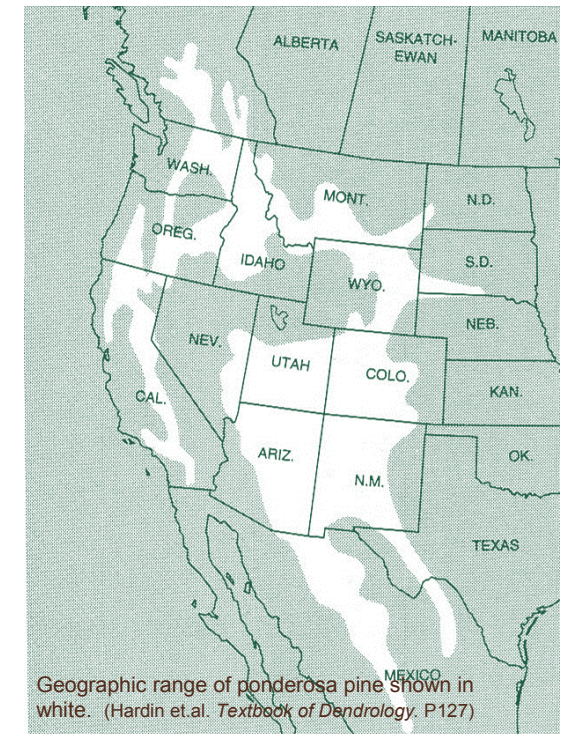 ALBERTA
SASKATCH-
EWAN
MANITOBA
WASH.
MONT.
N.D.
OREG.
IDAHO
S.D.
WYO.
NEB.
NEV.
UTAH
COLO.
KAN.
CAL.
ARIZ.
N.M.
OK.
TEXAS
MEXICO
Geographic range of ponderosa pine shown in
white. (Hardin et.al. Textbook of Dendrology. P127)